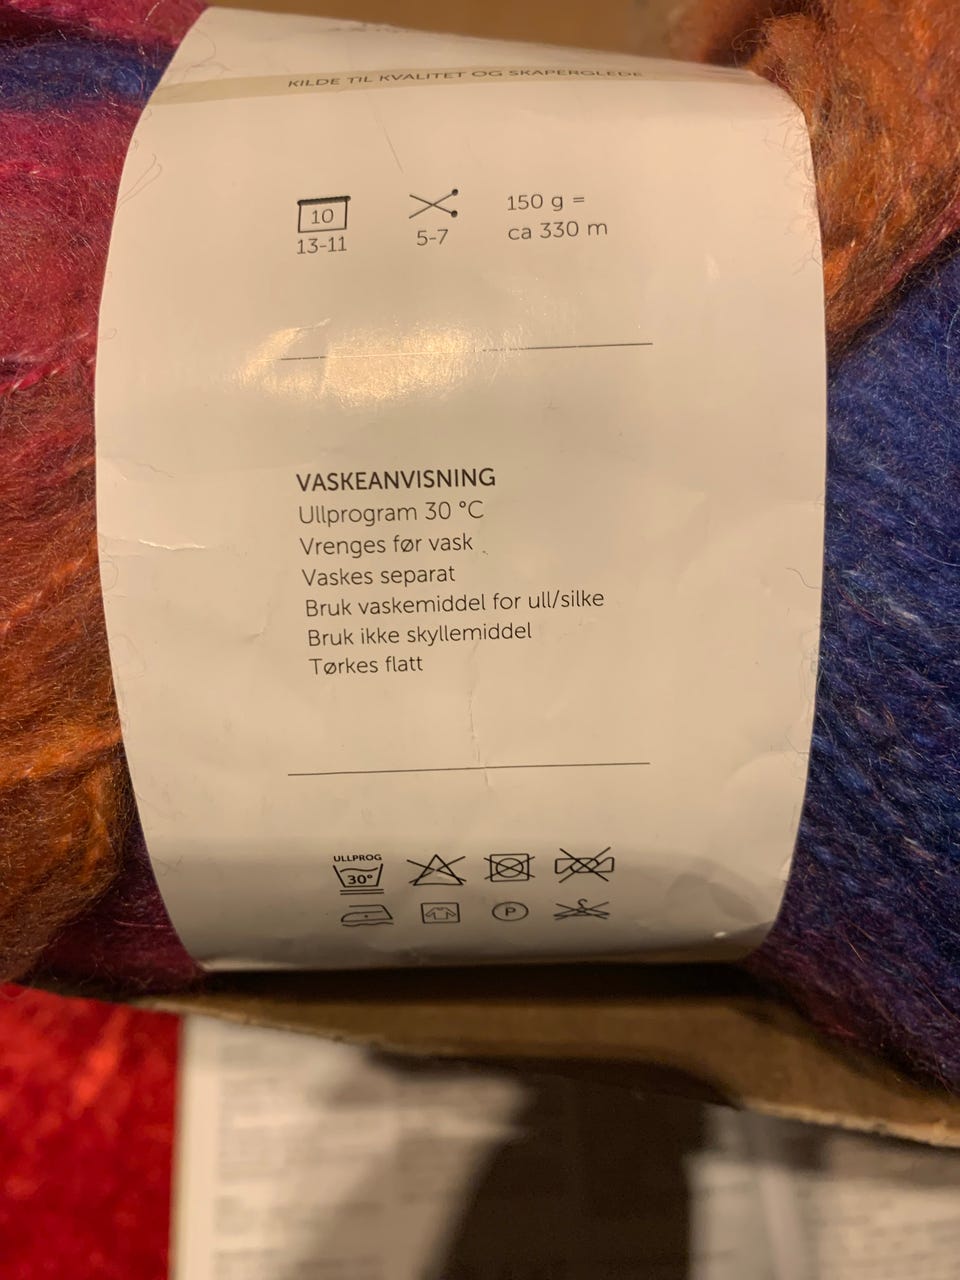 KILDE TIL KVALITET OG SKAPERGLEDE
10
13-11
5-7
150 g =
ca 330 m
VASKEANVISNING
Ullprogram 30 °C
Vrenges før vask
Vaskes separat
Bruk vaskemiddel for ull/silke
Bruk ikke skyllemiddel
Tørkes flatt
ULLPROG
30°
P